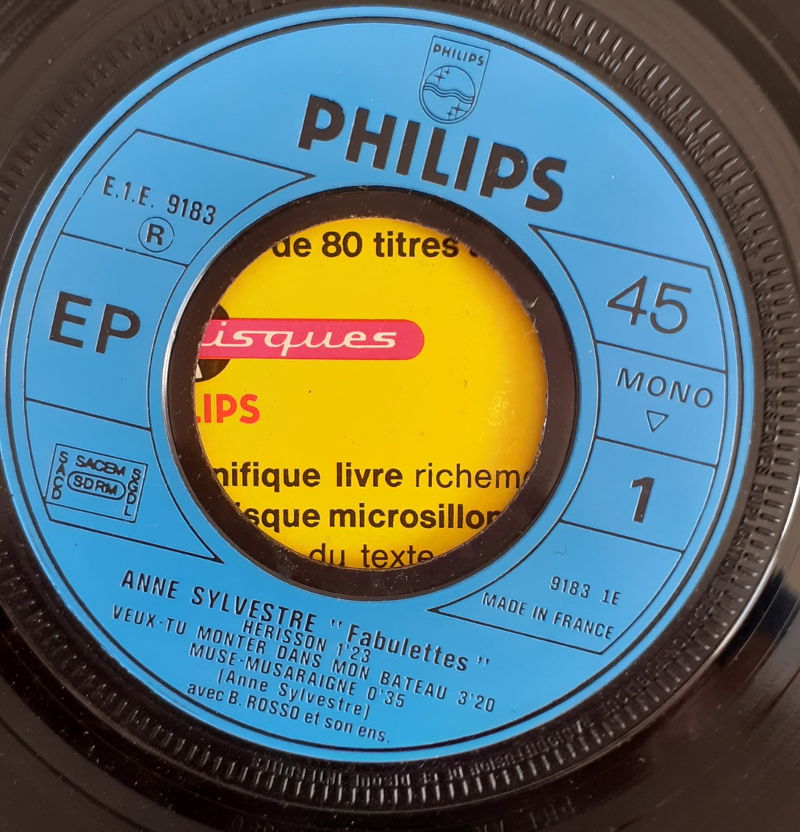 PHILIPS
PHILIPS
E.1.E. 9183
R
EP
SACEM
SACD
SDRM
SGDL
45
MONO
1
9183 1E
MADE IN FRANCE
ANNE SYLVESTRE "Fabulettes"
HERISSON 1'23
VEUX-TU MONTER DANS MON BATEAU 3'20
MUSE-MUSARAIGNE 0'35
(Anne Sylvestre)
avec B. ROSSO et son ens.
de 80 titres
isques
LIPS
nifique livre richem
isque microsillon
du texte